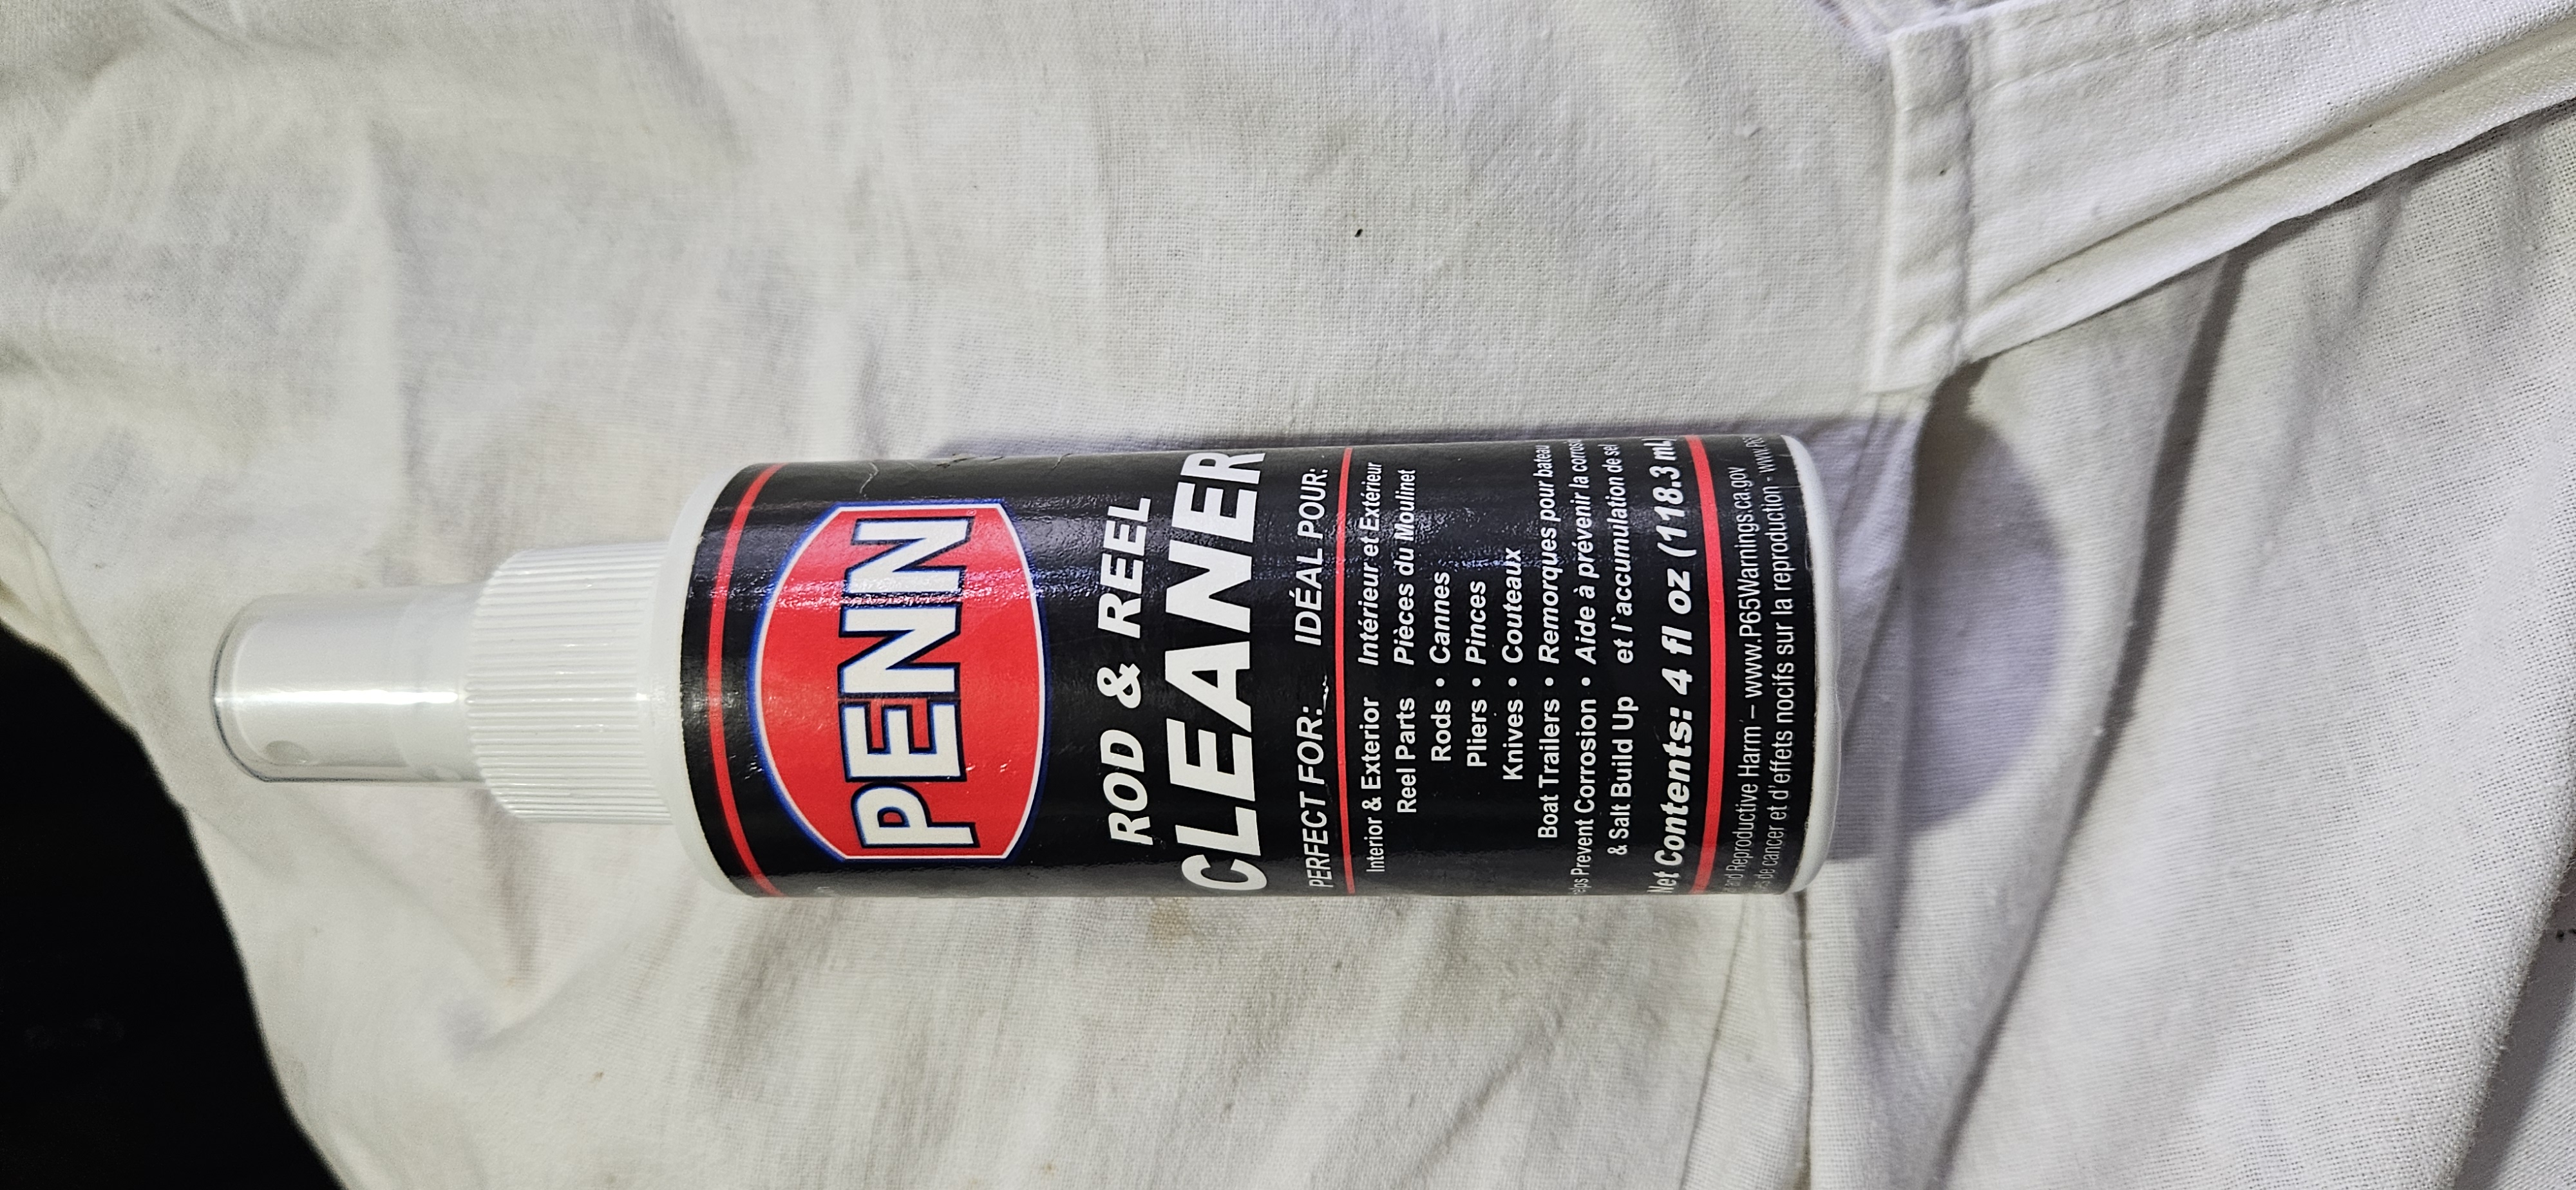 PENN
ROD & REEL
CLEANER
PERFECT FOR: IDÉAL POUR:
Interior & Exterior Intérieur et Extérieur
Reel Parts Pièces du Moulinet
Rods • Cannes
Pliers • Pinces
Knives • Couteaux
Boat Trailers • Remorques pour bateau
Prevent Corrosion • Aide à prévenir la
& Salt Build Up et l'accumulation de sel
Net Contents: 4 fl oz (118.3 mL)
Reproductive Harm – www.P65Warnings.ca.gov
de cancer et d'effets nocifs sur la reproduction -